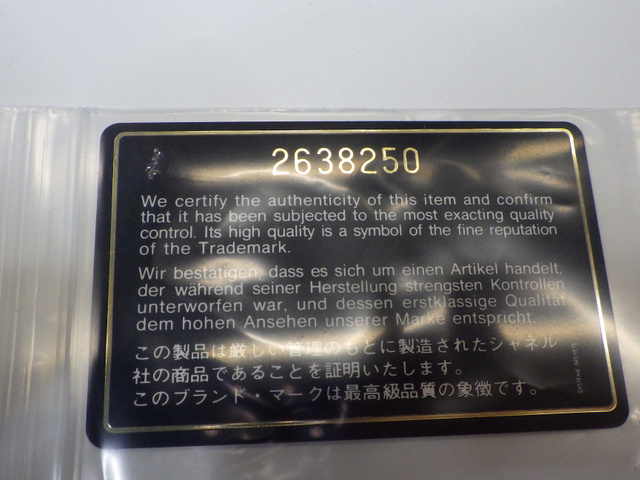 2638250
We certify the authenticity of this item and confirm
that it has been subjected to the most exacting quality
control. Its high quality is a symbol of the fine reputation
of the Trademark.
Wir bestätigen, dass es sich um einen Artikel handelt,
der während seiner Herstellung strengsten Kontrollen
unterworfen war, und dessen erstklassige Qualität
dem hohen Ansehen unserer Marke entspricht.
この製品は厳しい管理のもとに製造されたシャネル
社の商品であることを証明いたします。
このブランド・マークは最高級品質の象徴です。